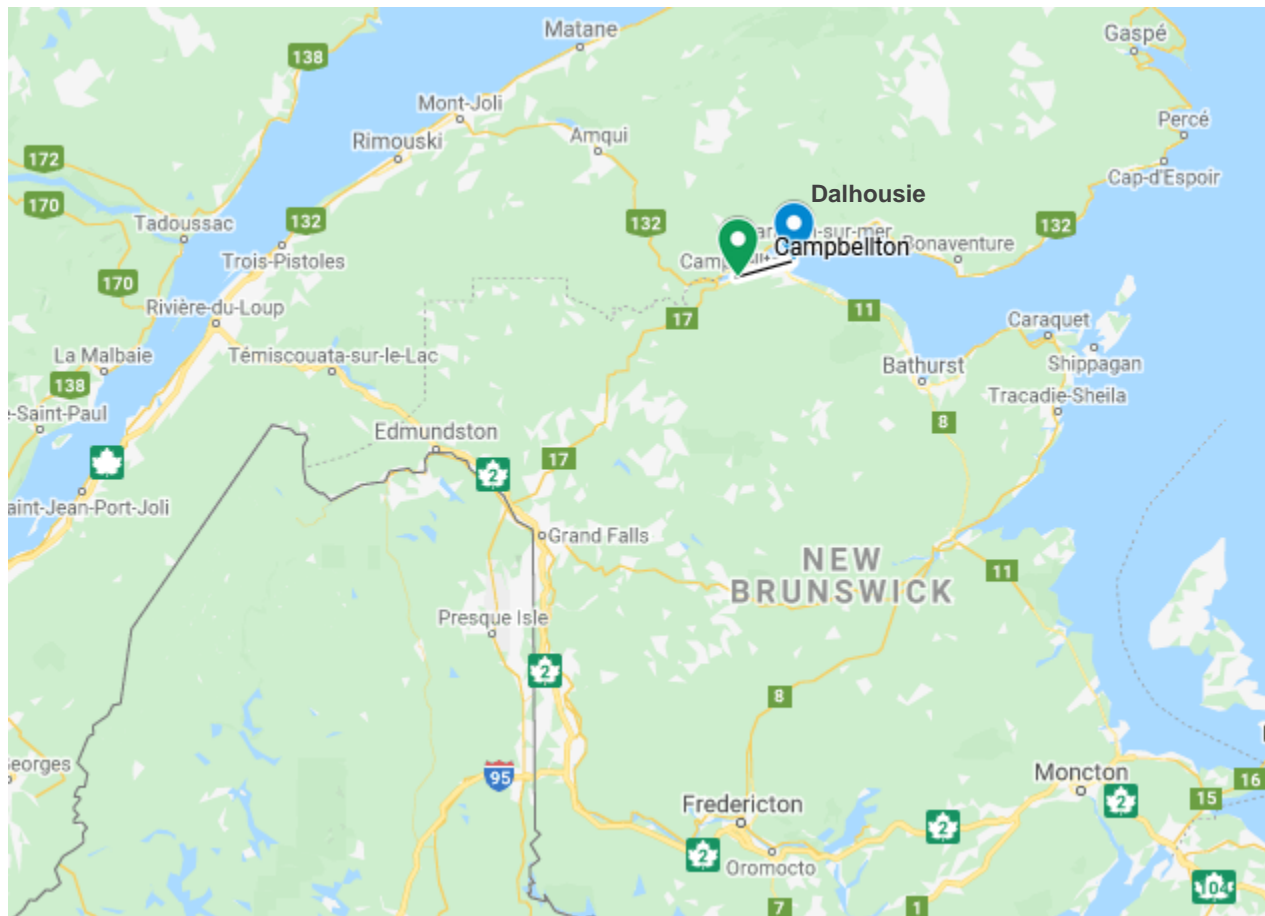 Matane
Gaspé
138
Mont-Joli
Rimouski
Amqui
Percé
172
Cap-d'Espoir
170
Dalhousie
132
132
132
Tadoussac
-sur-mer
Bonaventure
Campbellton
Trois-Pistoles
170
Rivière-du-Loup
17
11
Caraquet
La Malbaie
Témiscouata-sur-le-Lac
Bathurst
Shippagan
138
Tracadie-Sheila
e-Saint-Paul
8
Edmundston
17
2
aint-Jean-Port-Joli
Grand Falls
NEW
BRUNSWICK
11
Presque Isle
2
8
eorges
95
Moncton
16
15
2
Fredericton
2
2
Oromocto
104
7
1